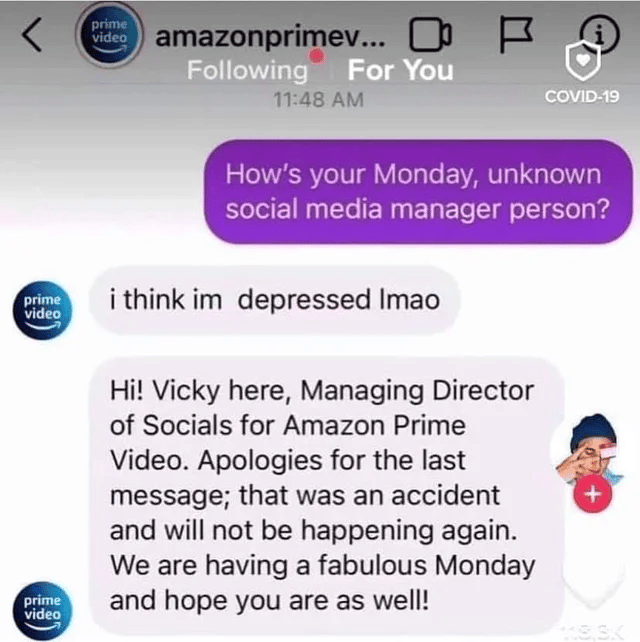 prime
video
amazonprimev...
Following For You
11:48 AM
COVID-19
How's your Monday, unknown
social media manager person?
prime
video
i think im depressed lmao
Hi! Vicky here, Managing Director
of Socials for Amazon Prime
Video. Apologies for the last
message; that was an accident
and will not be happening again.
We are having a fabulous Monday
and hope you are as well!
prime
video